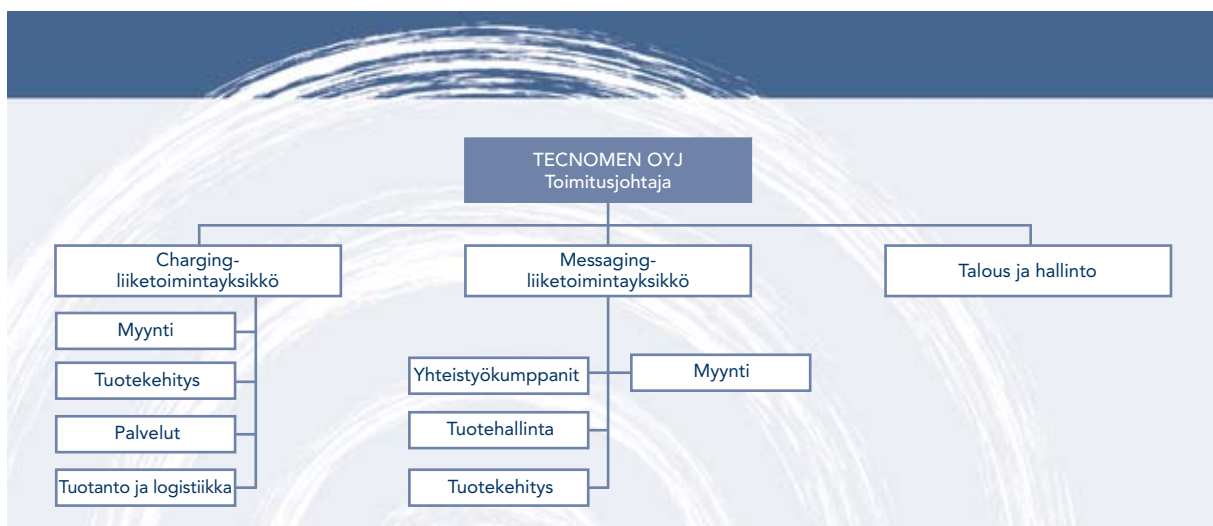 TECNOMEN OYJ
Toimitusjohtaja
Charging-
liiketoimintayksikkö
Messaging-
liiketoimintayksikkö
Talous ja hallinto
Myynti
Tuotekehitys
Palvelut
Tuotanto ja logistiikka
Yhteistyökumppanit
Myynti
Tuotehallinta
Tuotekehitys